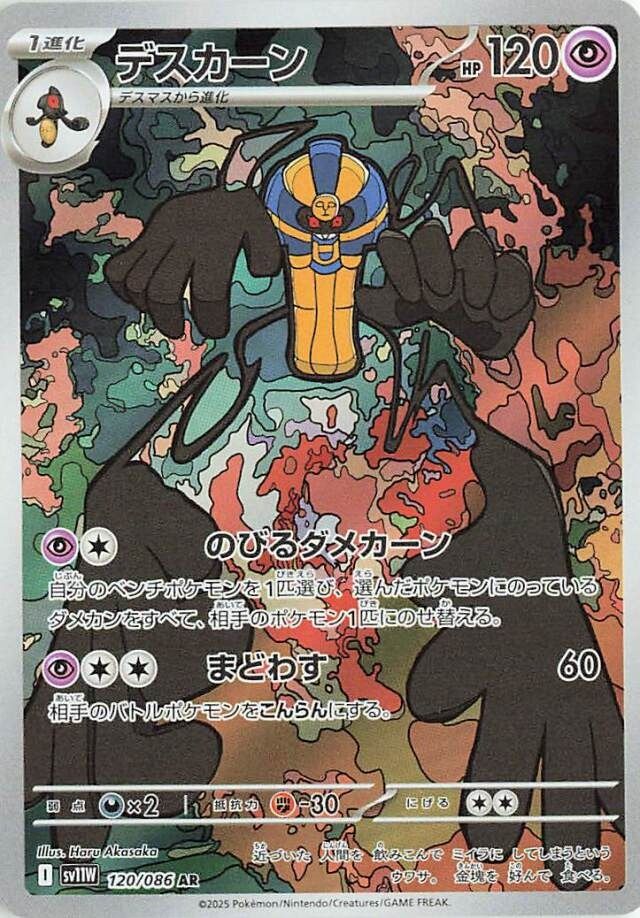 1進化 デスカーン HP 120
デスマスから進化
のびるダメカーン
自分のベンチポケモンを1匹選び、選んだポケモンにのっている
ダメカンをすべて、相手のポケモン1匹にのせ替える。
まどわす 60
相手のバトルポケモンをこんらんにする。
弱点 ×2 抵抗力 -30 にげる
Illus. Haru Akasaka
近づいた 人間を 飲みこんで ミイラに してしまうという
ウワサ。 金塊を 好んで 食べる。
I sv11W 120/086 AR
©2025 Pokémon/Nintendo/Creatures/GAME FREAK.